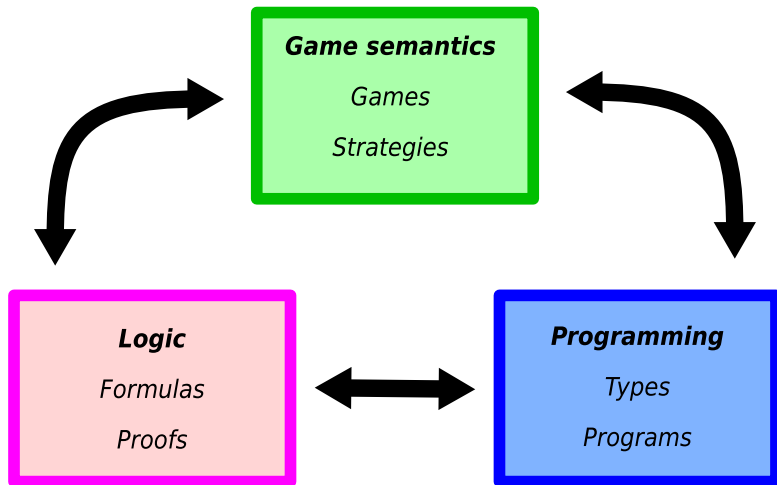 Game semantics
Games
Strategies
Logic
Formulas
Proofs
Programming
Types
Programs